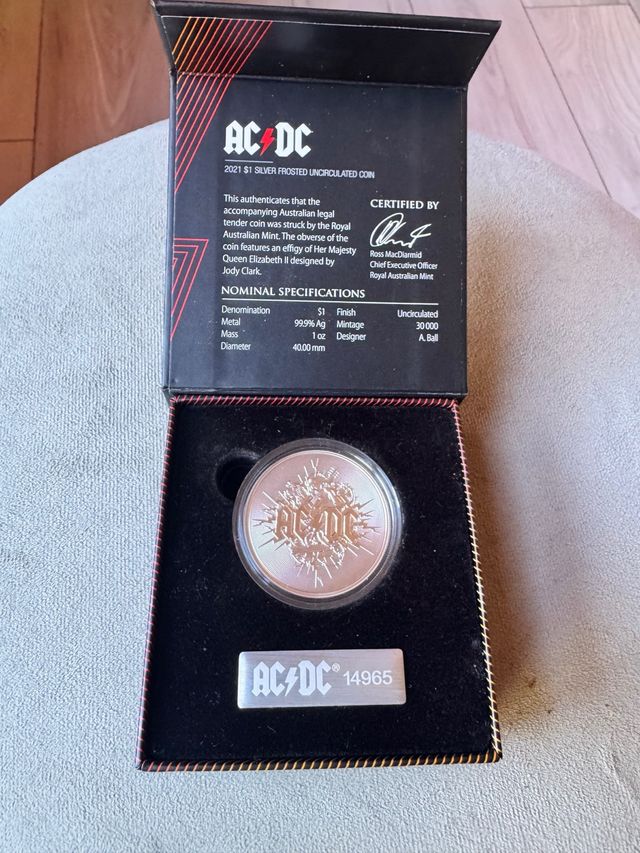 AC⚡DC
2021 $1 SILVER FROSTED UNCIRCULATED COIN
This authenticates that the
accompanying Australian legal
tender coin was struck by the Royal
Australian Mint. The obverse of the
coin features an effigy of Her Majesty
Queen Elizabeth II designed by
Jody Clark.
CERTIFIED BY
Ross MacDiarmid
Chief Executive Officer
Royal Australian Mint
NOMINAL SPECIFICATIONS
Denomination $1 Finish Uncirculated
Metal 99.9% Ag Mintage 30 000
Mass 1 oz Designer A. Ball
Diameter 40.00 mm
AC⚡DC
AC⚡DC® 14965